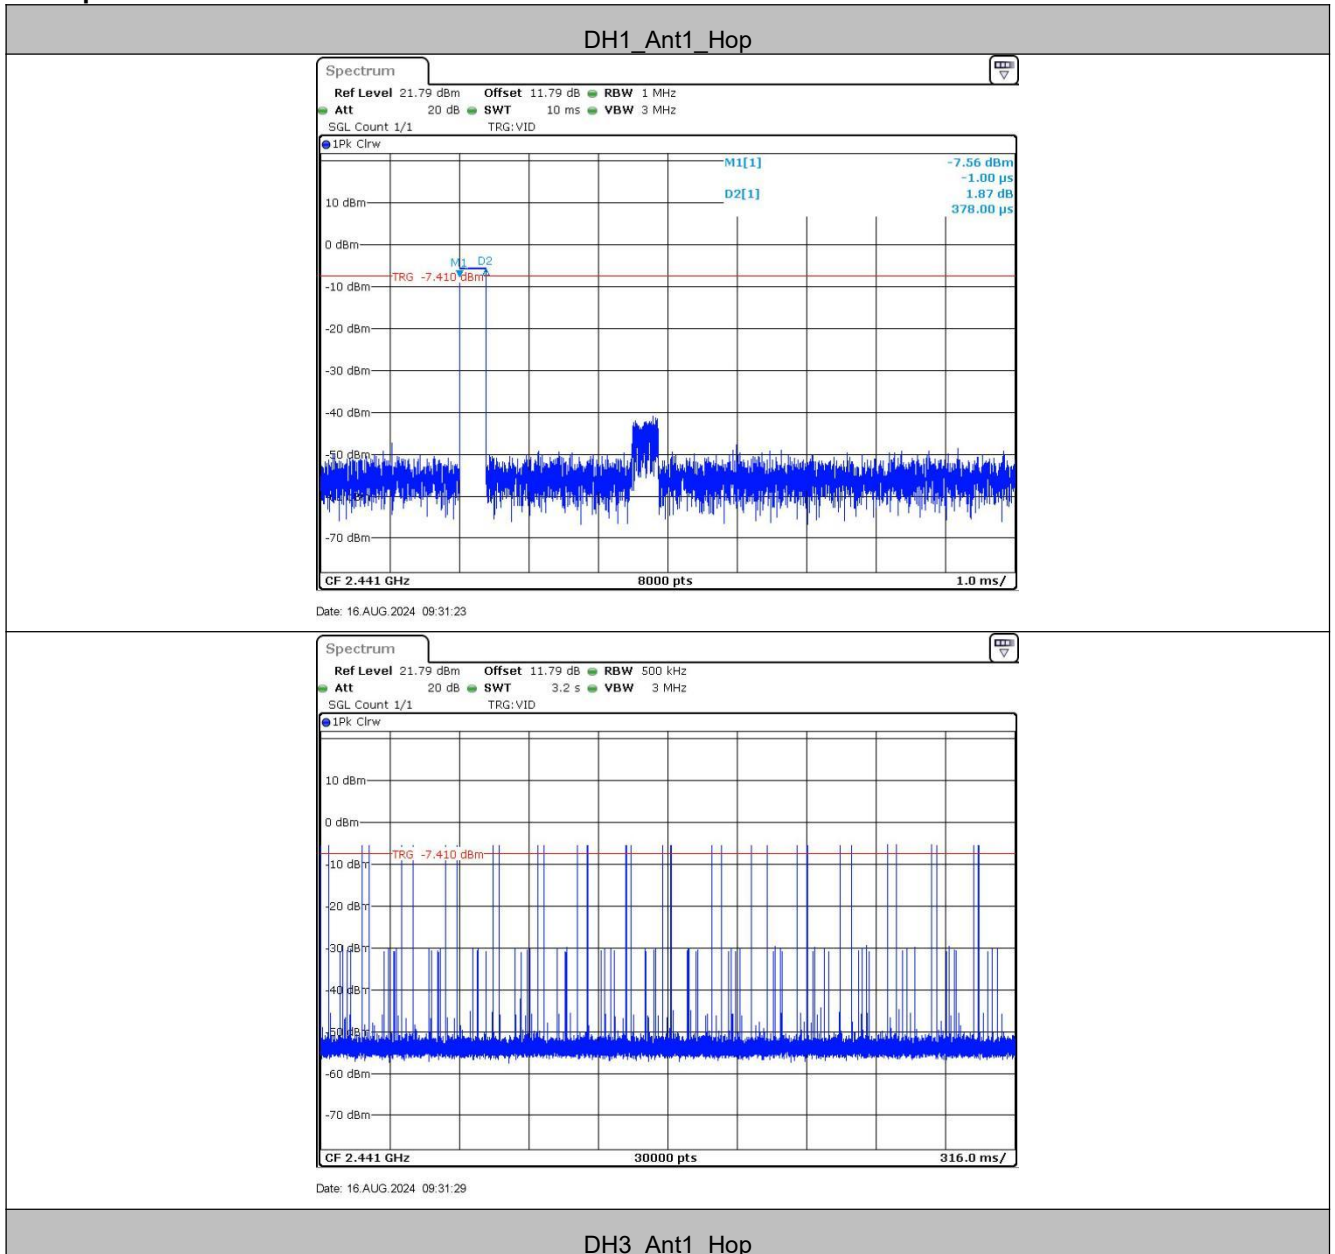 DH1_Ant1_Hop
Spectrum
Ref Level 21.79 dBm Offset 11.79 dB RBW 1 MHz
Att 20 dB SWT 10 ms VBW 3 MHz
SGL Count 1/1 TRG:VID
1Pk Clrw
M1[1] -7.56 dBm
-1.00 µs
D2[1] 1.87 dB
378.00 µs
10 dBm
0 dBm
M1 D2
TRG -7.410 dBm
-10 dBm
-20 dBm
-30 dBm
-40 dBm
-50 dBm
-70 dBm
CF 2.441 GHz 8000 pts 1.0 ms/
Date: 16.AUG.2024 09:31:23
Spectrum
Ref Level 21.79 dBm Offset 11.79 dB RBW 500 kHz
Att 20 dB SWT 3.2 s VBW 3 MHz
SGL Count 1/1 TRG:VID
1Pk Clrw
10 dBm
0 dBm
TRG -7.410 dBm
-10 dBm
-20 dBm
-30 dBm
-40 dBm
-50 dBm
-60 dBm
-70 dBm
CF 2.441 GHz 30000 pts 316.0 ms/
Date: 16.AUG.2024 09:31:29
DH3_Ant1_Hop